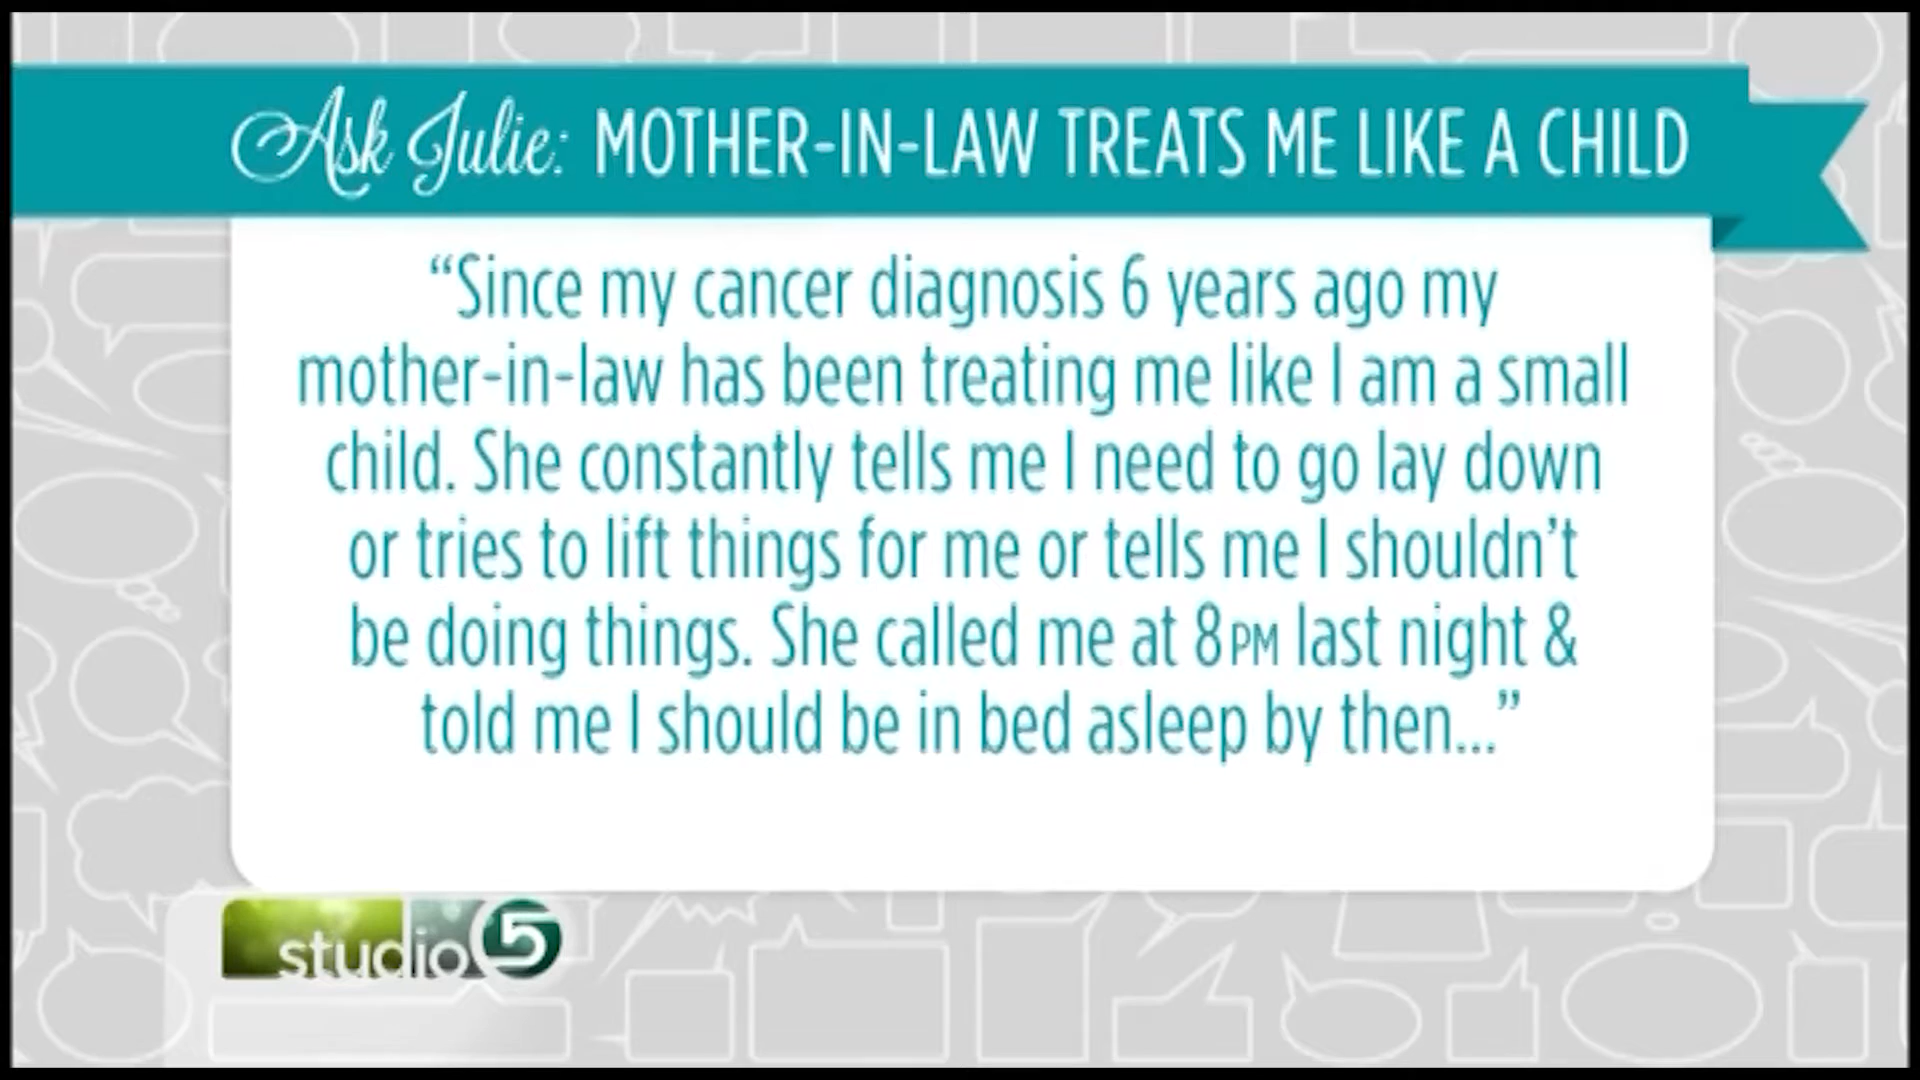 Ask Julie: MOTHER-IN-LAW TREATS ME LIKE A CHILD
“Since my cancer diagnosis 6 years ago my
mother-in-law has been treating me like I am a small
child. She constantly tells me I need to go lay down
or tries to lift things for me or tells me I shouldn’t
be doing things. She called me at 8PM last night &
told me I should be in bed asleep by then...”
studio 5